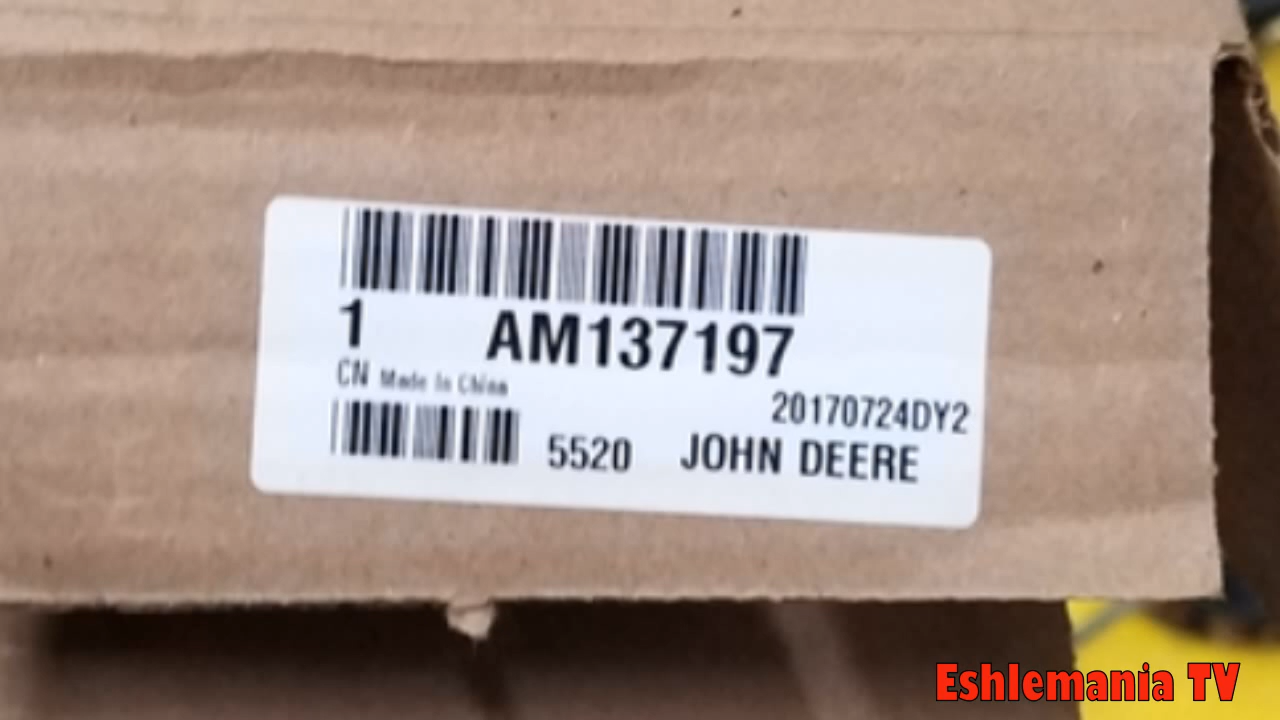 1 AM137197
CN Made In China
20170724DY2
5520 JOHN DEERE
Eshlemania TV